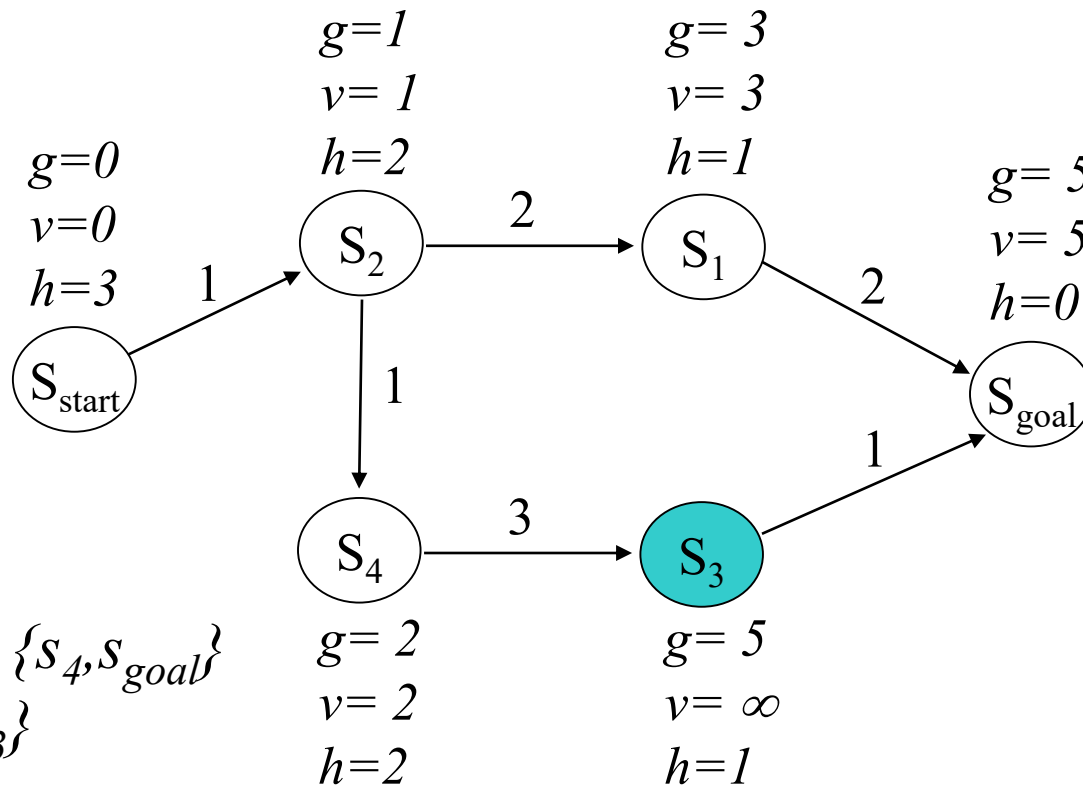 g=1
v= 1
h=2
g= 3
v= 3
h=1
g=0
v=0
h=3
g= 5
v= 5
h=0
1
S2
2
S1
2
Sstart
1
Sgoal
1
S4
3
S3
{s4,sgoal}
3}
g= 2
v= 2
h=2
g= 5
v= ∞
h=1